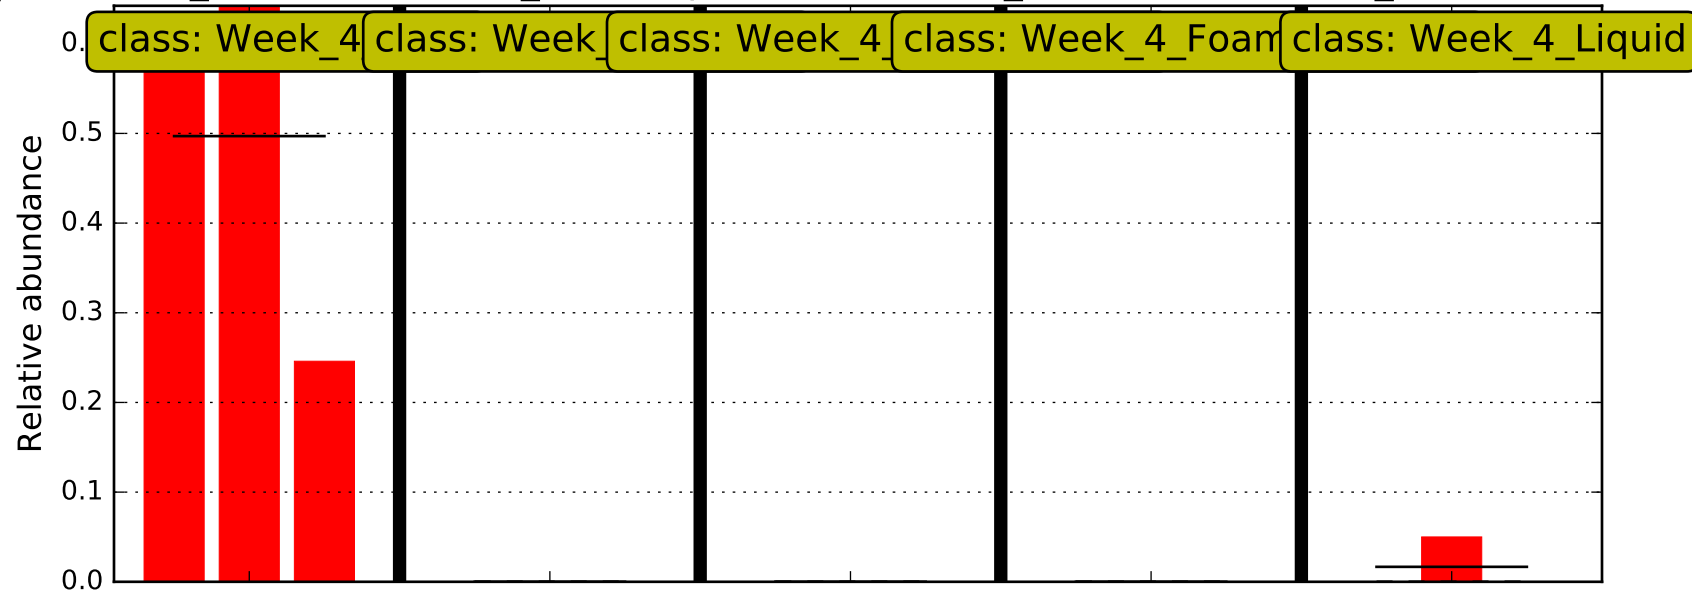 class: Week_4
class: Week_
class: Week_4_
class: Week_4_Foam
class: Week_4_Liquid
Relative abundance
0.
0.5
0.4
0.3
0.2
0.1
0.0